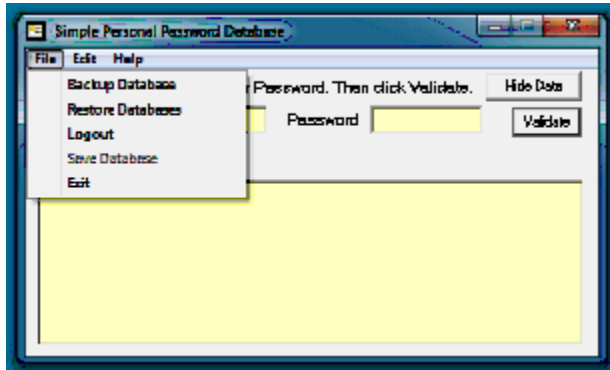 Simple Personal Password Database
File Edit Help
Backup Database
Restore Databases
Logout
Save Database
Exit
Password. Then click Validate.
Hide Data
Password
Validate